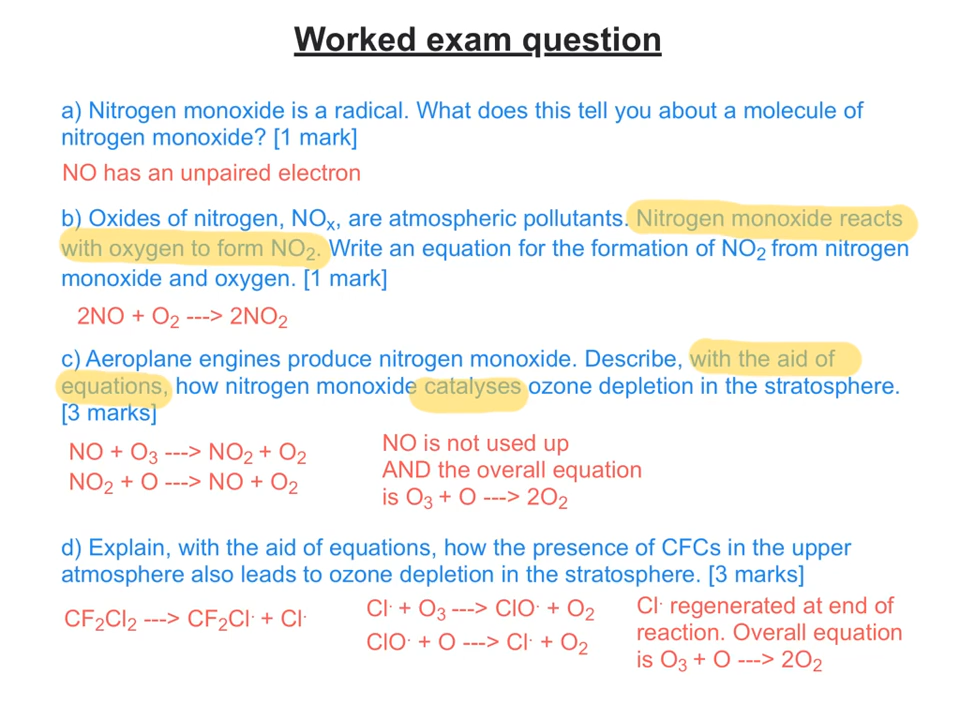 Worked exam question
a) Nitrogen monoxide is a radical. What does this tell you about a molecule of
nitrogen monoxide? [1 mark]
NO has an unpaired electron
b) Oxides of nitrogen, NOₓ, are atmospheric pollutants. Nitrogen monoxide reacts
with oxygen to form NO₂. Write an equation for the formation of NO₂ from nitrogen
monoxide and oxygen. [1 mark]
2NO + O₂ ---> 2NO₂
c) Aeroplane engines produce nitrogen monoxide. Describe, with the aid of
equations, how nitrogen monoxide catalyses ozone depletion in the stratosphere.
[3 marks]
NO + O₃ ---> NO₂ + O₂
NO₂ + O ---> NO + O₂
NO is not used up
AND the overall equation
is O₃ + O ---> 2O₂
d) Explain, with the aid of equations, how the presence of CFCs in the upper
atmosphere also leads to ozone depletion in the stratosphere. [3 marks]
CF₂Cl₂ ---> CF₂Cl· + Cl·
Cl· + O₃ ---> ClO· + O₂
ClO· + O ---> Cl· + O₂
Cl· regenerated at end of
reaction. Overall equation
is O₃ + O ---> 2O₂